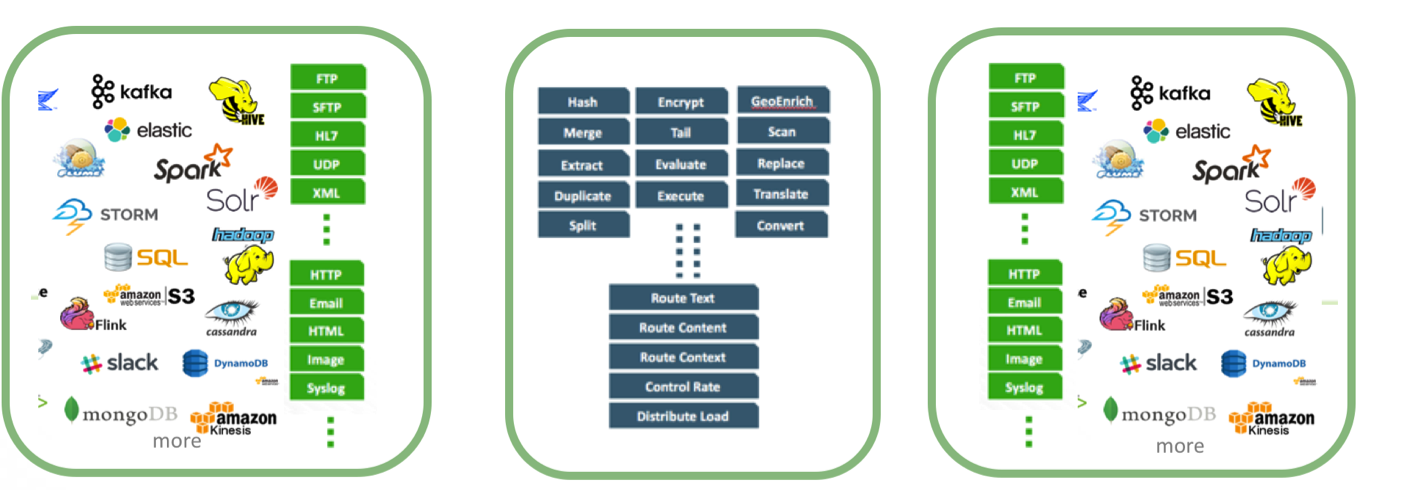 kafka
HIVE
elastic
Spark
Solr
STORM
hadoop
SQL
e
amazon
webservices
S3
Flink
cassandra
slack
DynamoDB
mongoDB
amazon
Kinesis
more
FTP
SFTP
HL7
UDP
XML
HTTP
Email
HTML
Image
Syslog
Hash Encrypt GeoEnrich
Merge Tail Scan
Extract Evaluate Replace
Duplicate Execute Translate
Split Convert
Route Text
Route Content
Route Context
Control Rate
Distribute Load
FTP
SFTP
HL7
UDP
XML
HTTP
Email
HTML
Image
Syslog
kafka
HIVE
elastic
Spark
Solr
STORM
hadoop
SQL
e
amazon
webservices
S3
Flink
cassandra
slack
DynamoDB
mongoDB
amazon
Kinesis
more